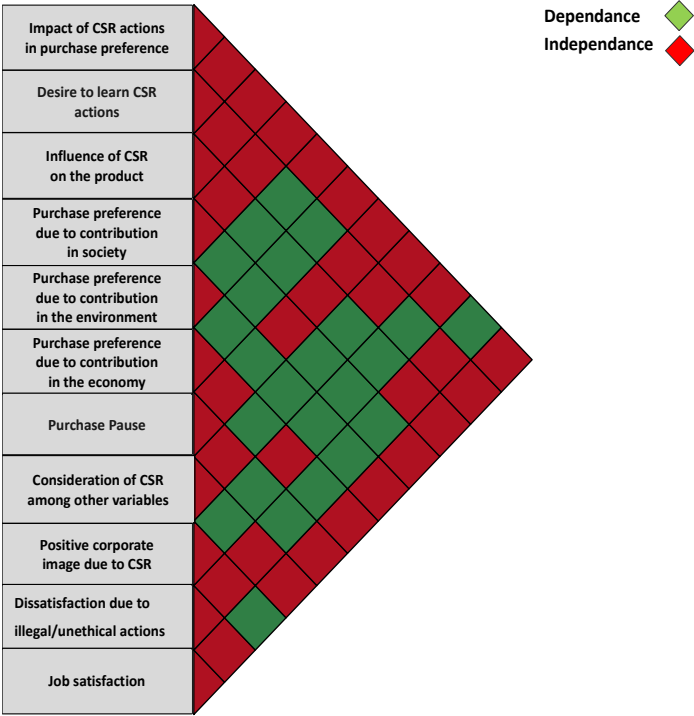 Dependance
Independance
Impact of CSR actions
in purchase preference
Desire to learn CSR
actions
Influence of CSR
on the product
Purchase preference
due to contribution
in society
Purchase preference
due to contribution
in the environment
Purchase preference
due to contribution
in the economy
Purchase Pause
Consideration of CSR
among other variables
Positive corporate
image due to CSR
Dissatisfaction due to
illegal/unethical actions
Job satisfaction